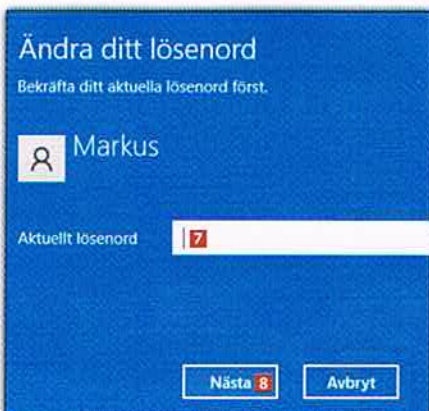 Ändra ditt lösenord
Bekräfta ditt aktuella lösenord först.
Markus
Aktuellt lösenord 7
Nästa 8 Avbryt